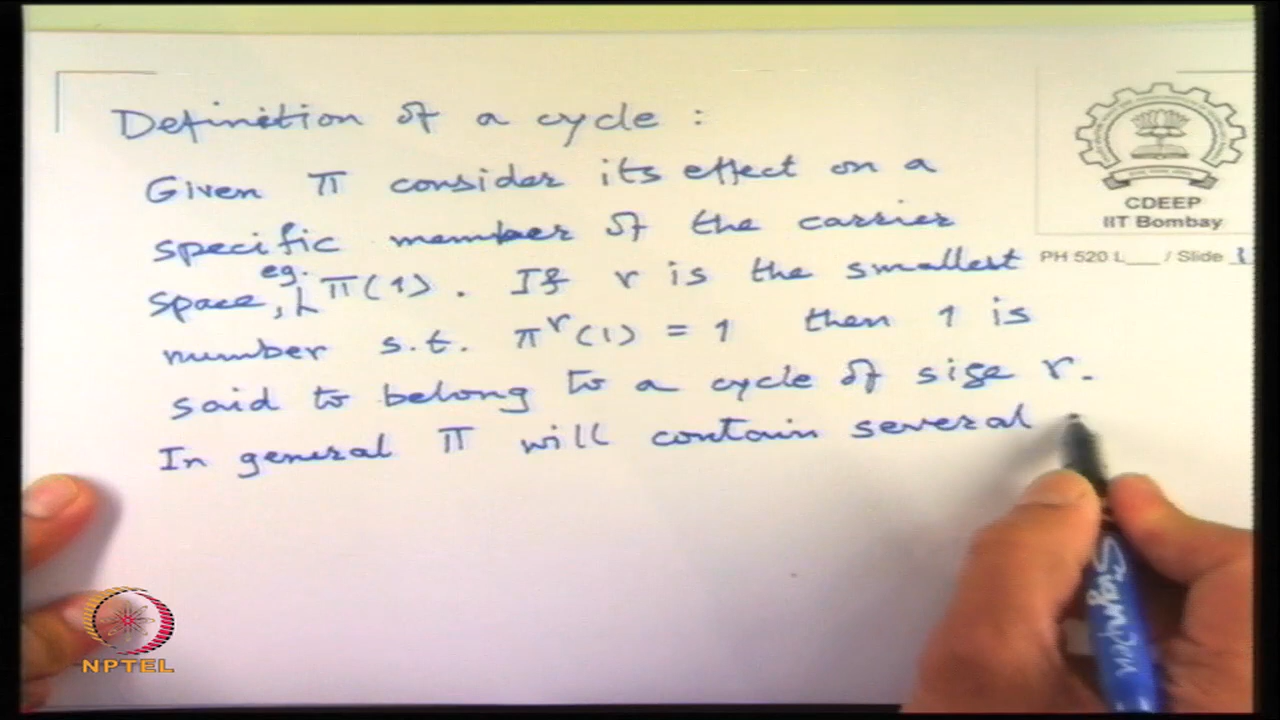 Definition of a cycle :
Given π consider its effect on a
specific member of the carrier
space, eg. π(1). If r is the smallest
number s.t. π^r(1) = 1 then 1 is
said to belong to a cycle of size r.
In general π will contain several
CDEEP
IIT Bombay
PH 520 L___ / Slide
NPTEL
Signpen